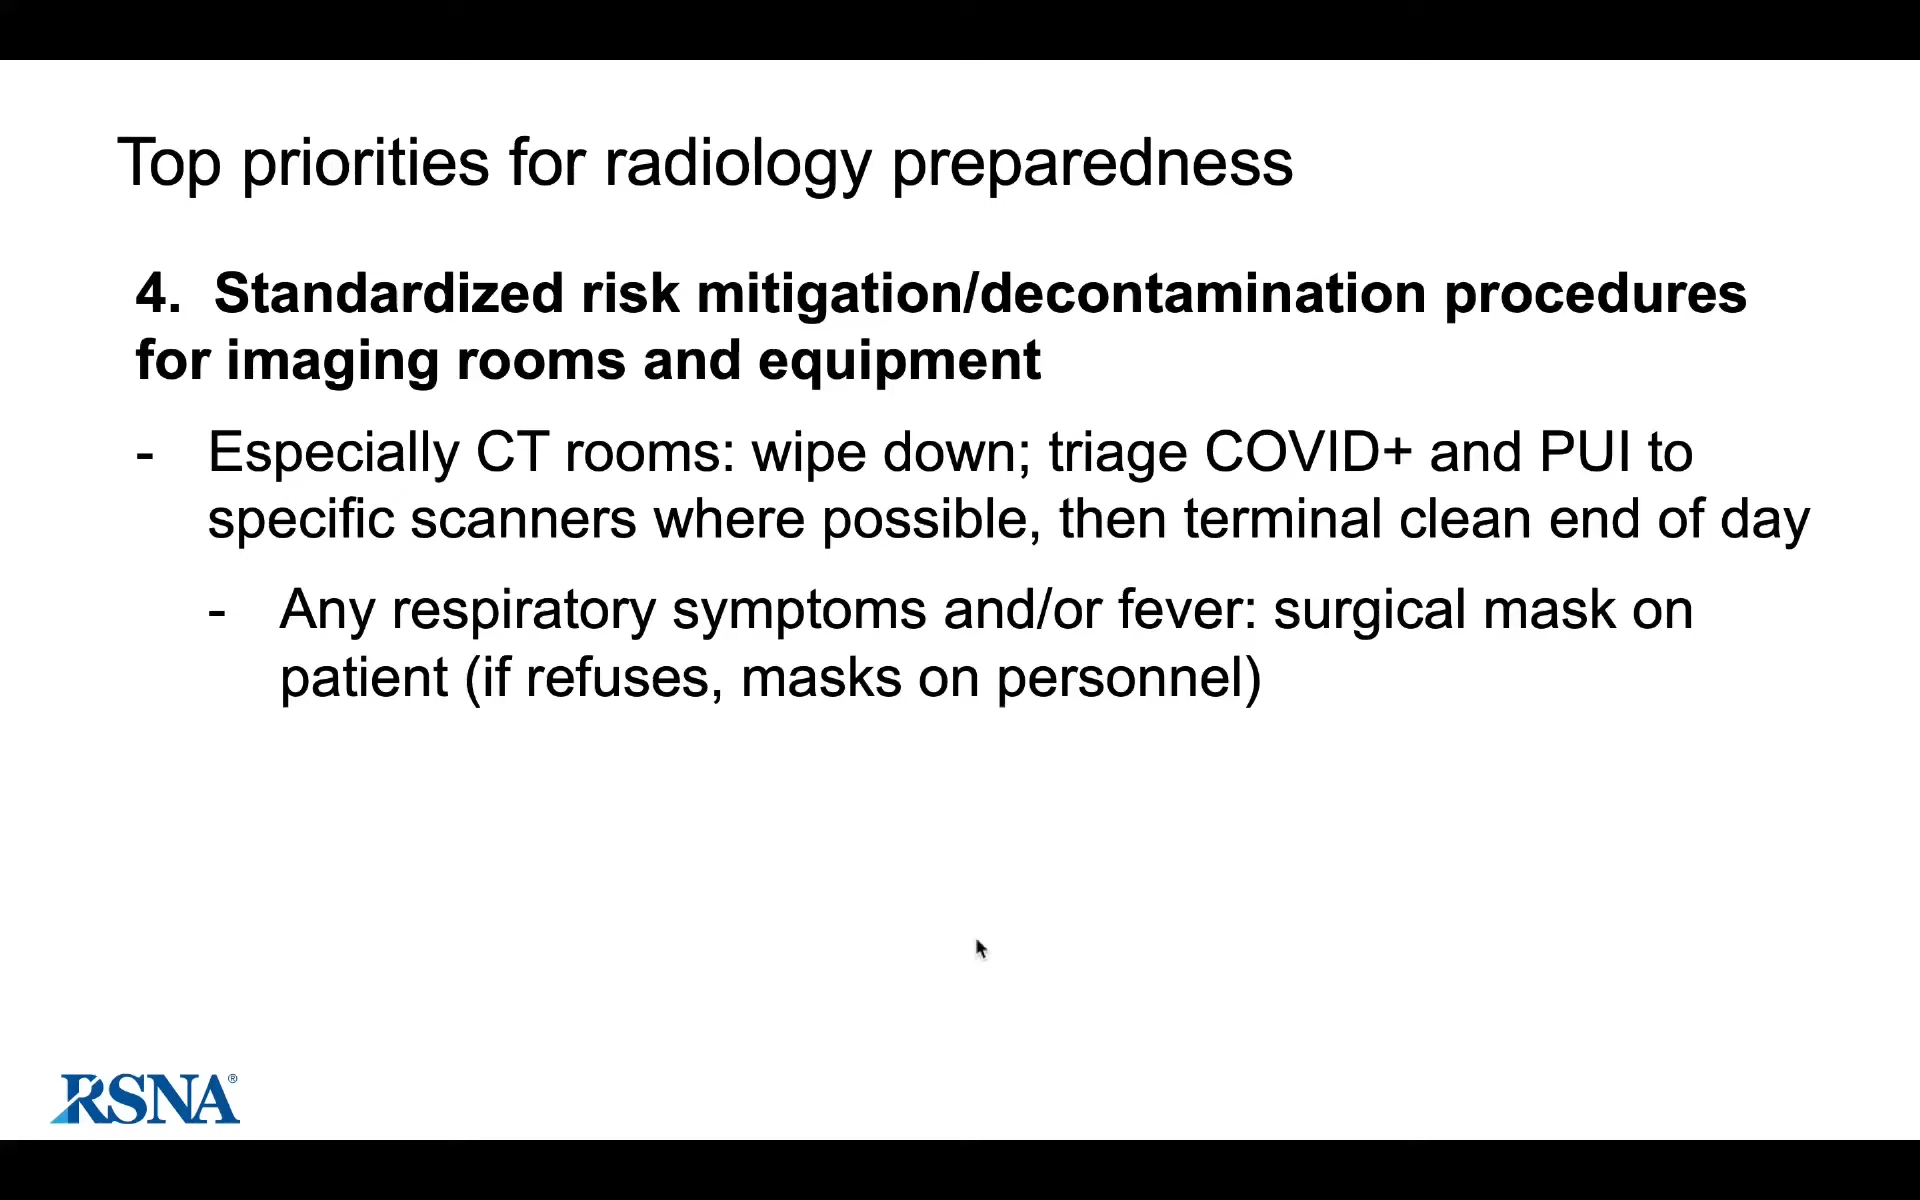 Top priorities for radiology preparedness
4. Standardized risk mitigation/decontamination procedures
for imaging rooms and equipment
- Especially CT rooms: wipe down; triage COVID+ and PUI to
specific scanners where possible, then terminal clean end of day
- Any respiratory symptoms and/or fever: surgical mask on
patient (if refuses, masks on personnel)
RSNA®